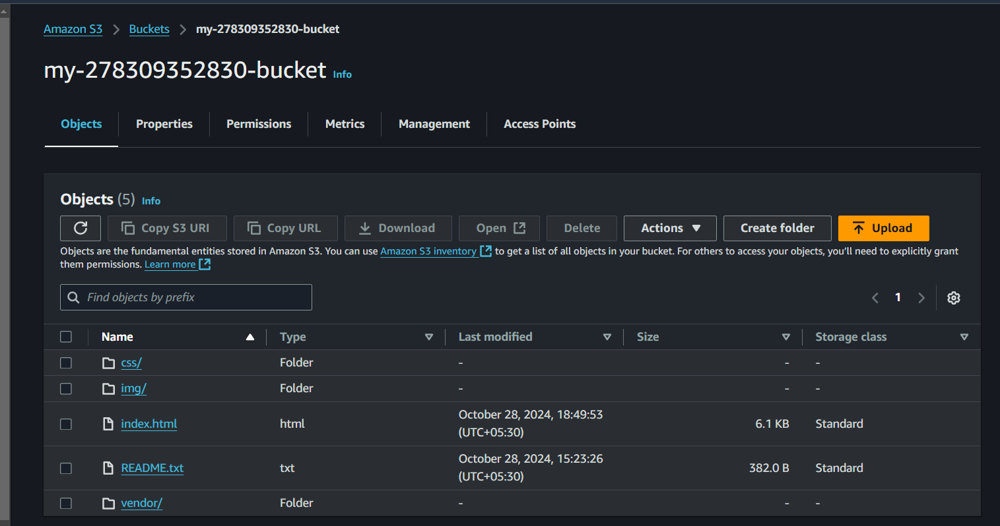 Amazon S3 > Buckets > my-278309352830-bucket
my-278309352830-bucket Info
Objects Properties Permissions Metrics Management Access Points
Objects (5) Info
Copy S3 URI Copy URL Download Open Delete Actions Create folder Upload
Objects are the fundamental entities stored in Amazon S3. You can use Amazon S3 inventory to get a list of all objects in your bucket. For others to access your objects, you’ll need to explicitly grant
them permissions. Learn more
Find objects by prefix
1
Name Type Last modified Size Storage class
css/ Folder - - -
img/ Folder - - -
index.html html October 28, 2024, 18:49:53 (UTC+05:30) 6.1 KB Standard
README.txt txt October 28, 2024, 15:23:26 (UTC+05:30) 382.0 B Standard
vendor/ Folder - - -